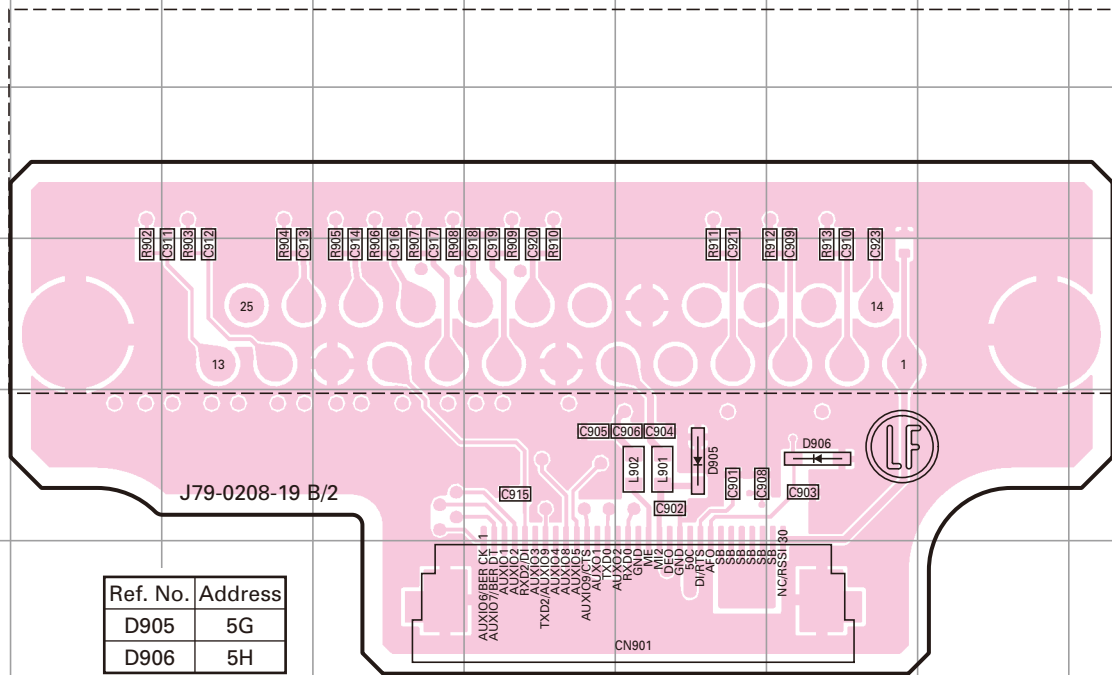 R902 C911 R903 C912 R904 C913 R905 C914 R906 C916 R907 C917 R908 C918 C919 R909 C920 R910 R911 C921 R912 C909 R913 C910 C923
25 14
13 1
C905 C906 C904
D906
LF
L902 L901 D905
C901 C908
J79-0208-19 B/2
C915 C903
C902
1
AUXIO6/BER CK
AUXIO7/BER DT
AUXIO1
AUXIO2
RXD2/DI
AUXIO3
TXD2/AUXIO9
AUXIO4
AUXIO8
AUXIO5
AUXIO9/CTS
AUXO1
TXD0
AUXO2
RXD0
GND
ME
MI2
DEO
GND
50C
DI/RTS
AFO
SB
SB
SB
SB
SB
SB
NC/RSSI 30
CN901
Ref. No. Address
D905 5G
D906 5H